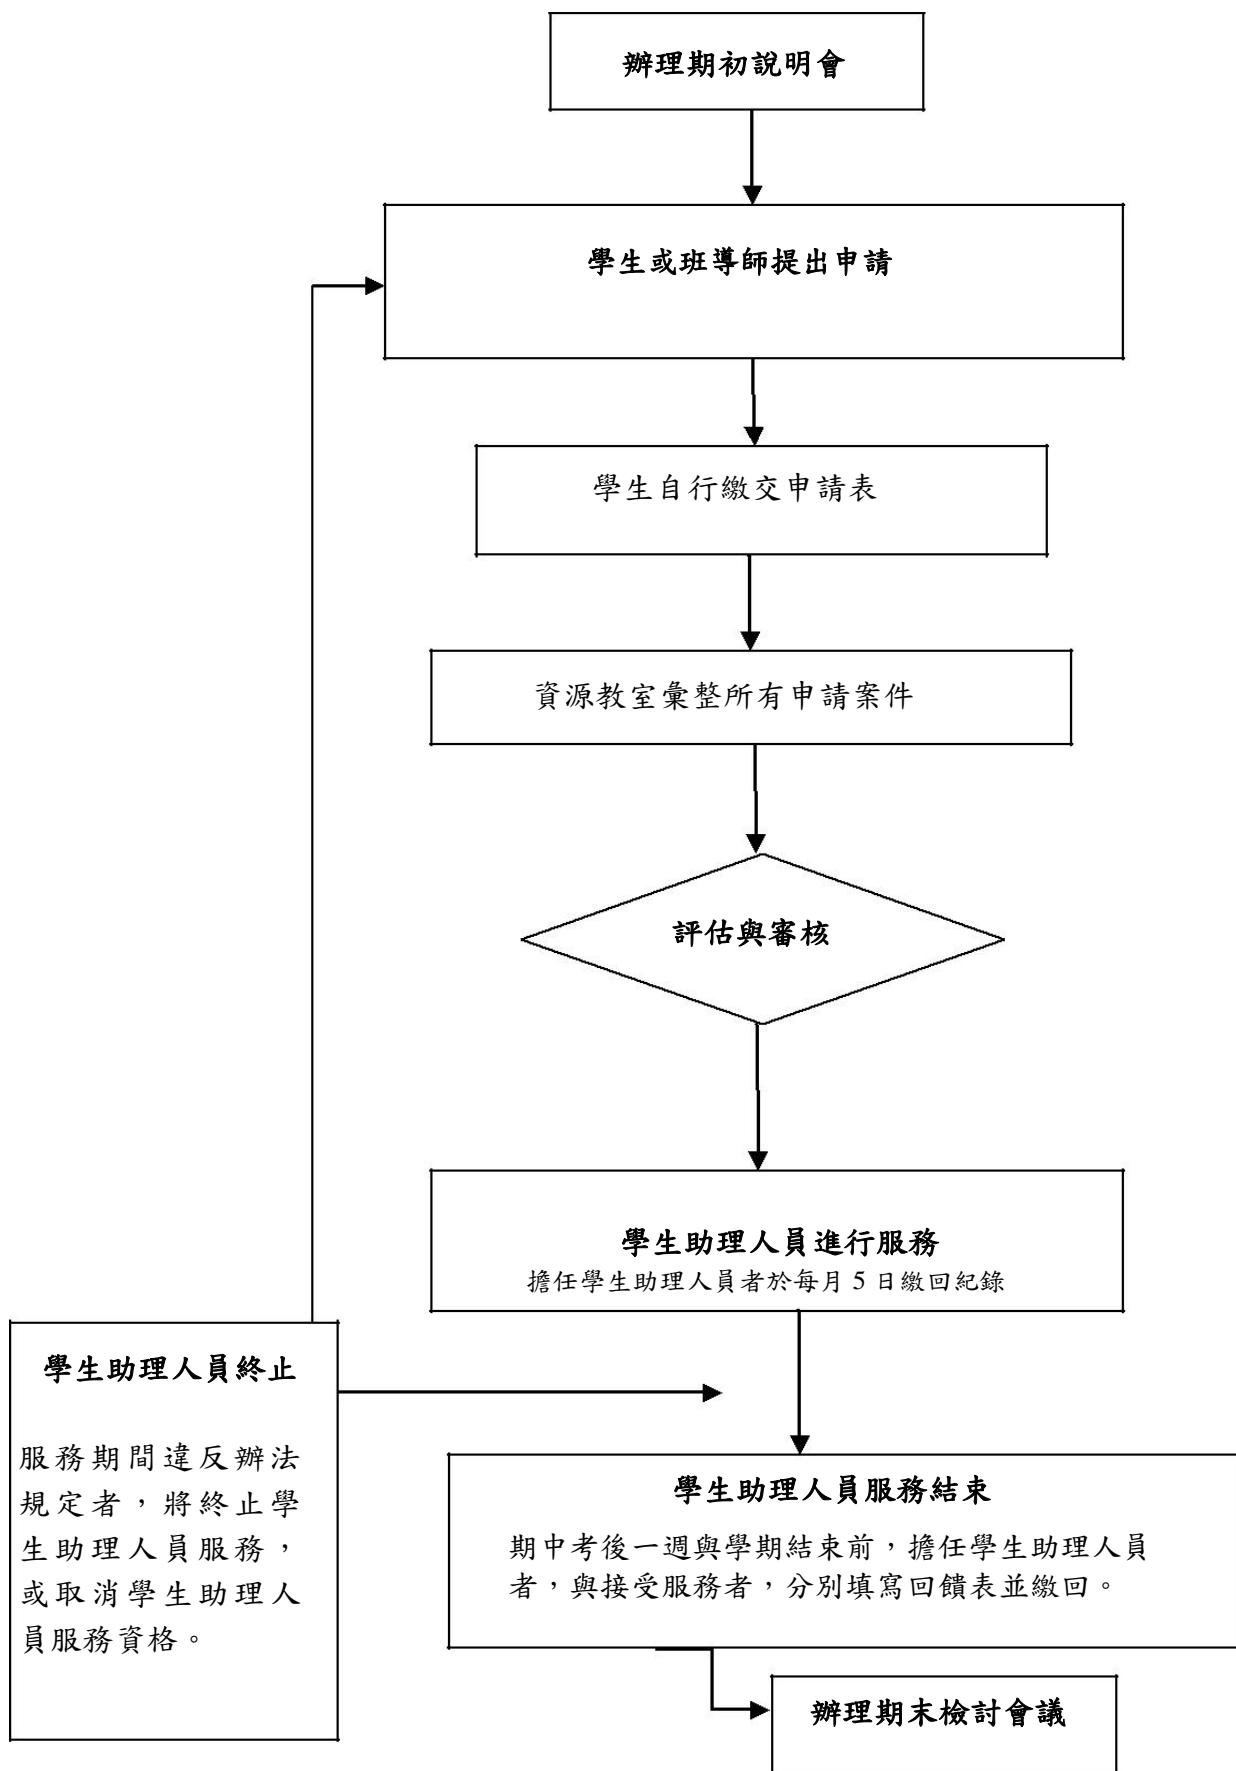 辦理期初說明會
學生或班導師提出申請
學生自行繳交申請表
資源教室彙整所有申請案件
評估與審核
學生助理人員進行服務
擔任學生助理人員者於每月 5 日繳回紀錄
學生助理人員終止
服務期間違反辦法
規定者，將終止學
生助理人員服務，
或取消學生助理人
員服務資格。
學生助理人員服務結束
期中考後一週與學期結束前，擔任學生助理人員
者，與接受服務者，分別填寫回饋表並繳回。
辦理期末檢討會議